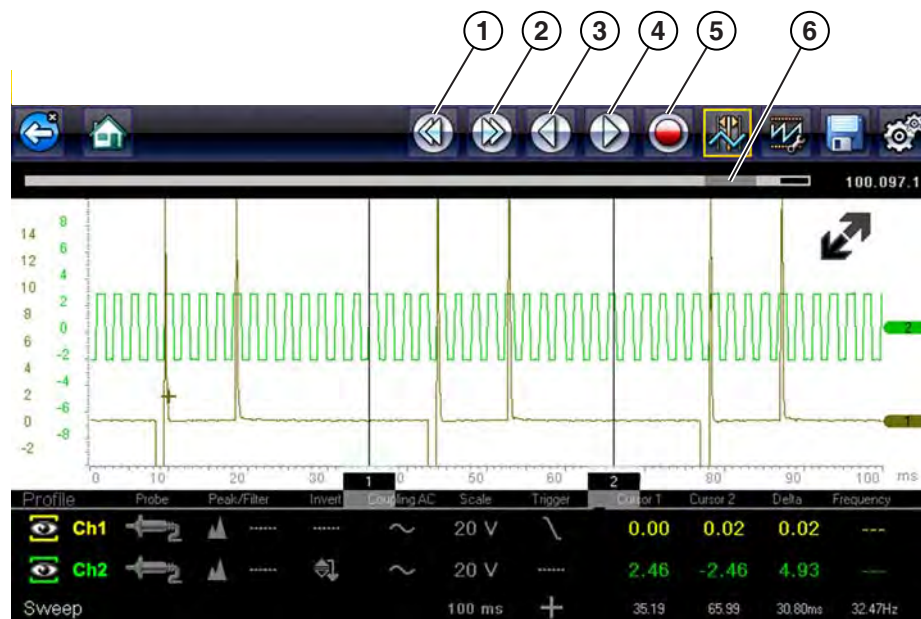 1 2 3 4 5 6
100.097.1
14 12 10 8 6 4 2 0 -2
8 6 4 2 0 -2 -4 -6 -8
2
1
0 10 20 30 0 50 60 80 90 100 ms
1 2
Profile Probe Peak/Filter Invert Coupling AC Scale Trigger Cursor 1 Cursor 2 Delta Frequency
Ch1 ----- ----- 20 V 0.00 0.02 0.02 ---
Ch2 ----- 20 V ----- 2.46 -2.46 4.93 ---
Sweep 100 ms 35.19 65.99 30.80ms 32.47Hz